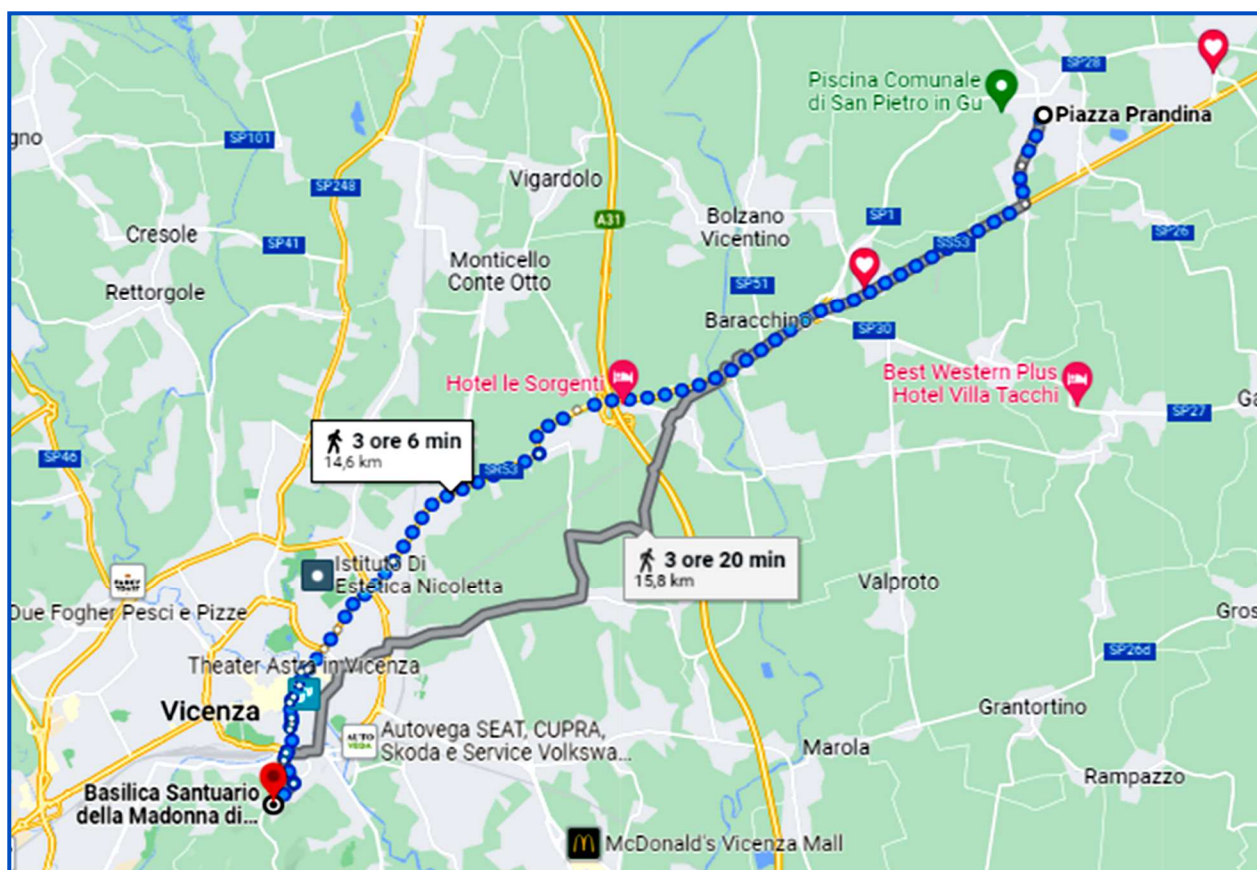 SP28
Piscina Comunale
di San Pietro in Gu
Piazza Prandina
gno
SP101
SP248
Vigardolo
A31
Bolzano
Vicentino
SP1
SP26
SS53
Cresole
SP41
Monticello
Conte Otto
Rettorgole
SP51
Baracchino
SP30
Hotel le Sorgenti
Best Western Plus
Hotel Villa Tacchi
Ga
SP27
3 ore 6 min
14,6 km
SP46
SR53
3 ore 20 min
15,8 km
Istituto Di
Estetica Nicoletta
Valproto
Due Fogher Pesci e Pizze
Gros
SP26d
Theater Astra in Vicenza
Vicenza
Grantortino
AUTO
VEGA
Autovega SEAT, CUPRA,
Skoda e Service Volkswa...
Marola
Rampazzo
Basilica Santuario
della Madonna di...
McDonald's Vicenza Mall